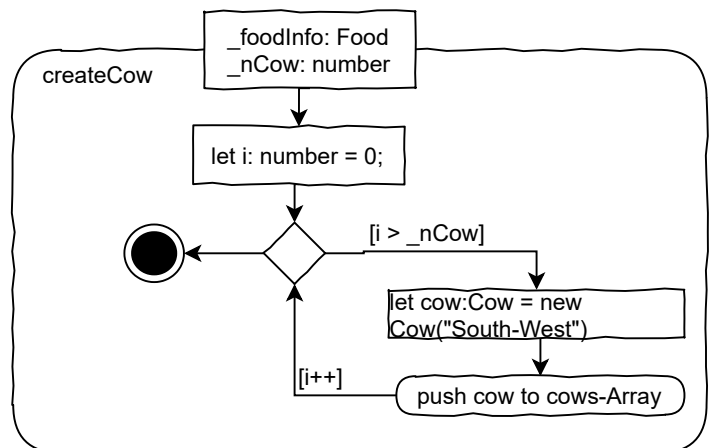 _foodInfo: Food
_nCow: number
createCow
let i: number = 0;
[i > _nCow]
let cow:Cow = new
Cow("South-West")
[i++]
push cow to cows-Array